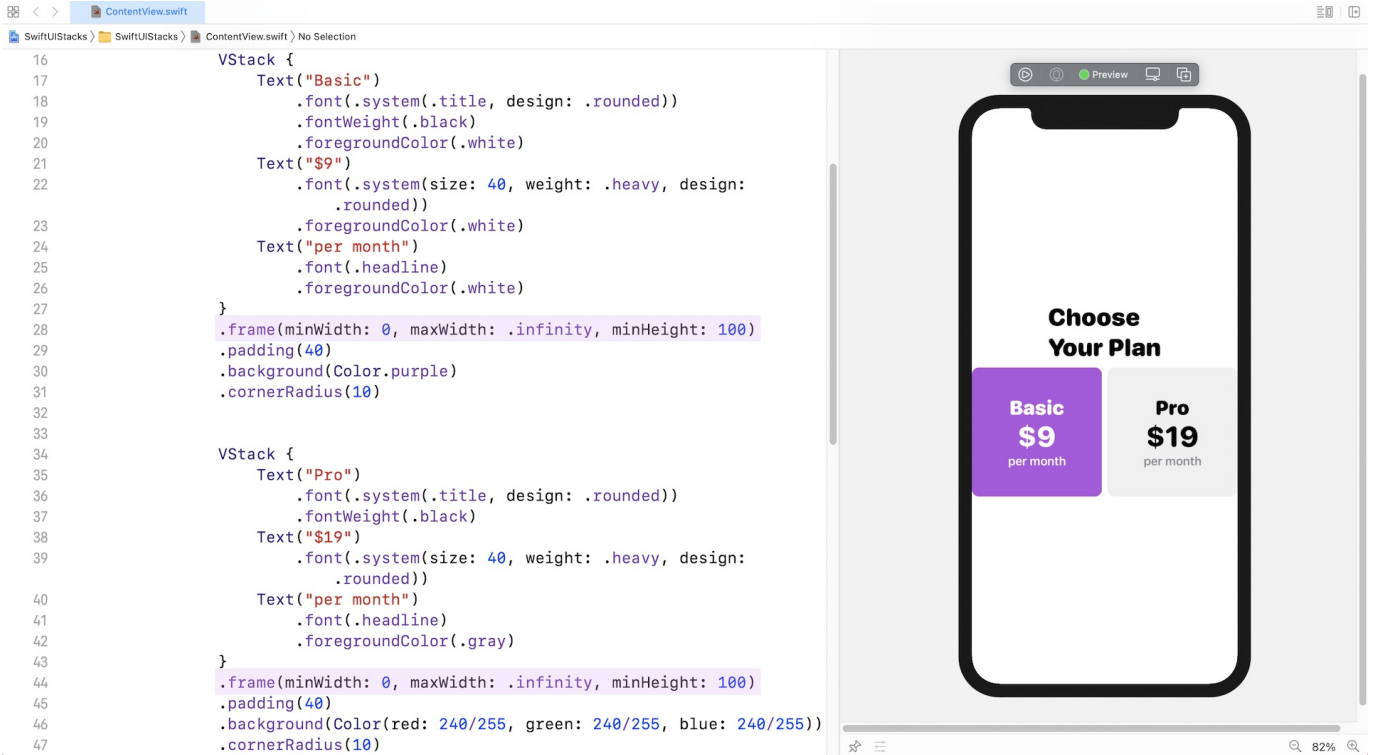 ContentView.swift
SwiftUIStacks 〉 SwiftUIStacks 〉 ContentView.swift 〉 No Selection
16 VStack {
17 Text("Basic")
18 .font(.system(.title, design: .rounded))
19 .fontWeight(.black)
20 .foregroundColor(.white)
21 Text("$9")
22 .font(.system(size: 40, weight: .heavy, design:
.rounded))
23 .foregroundColor(.white)
24 Text("per month")
25 .font(.headline)
26 .foregroundColor(.white)
27 }
28 .frame(minWidth: 0, maxWidth: .infinity, minHeight: 100)
29 .padding(40)
30 .background(Color.purple)
31 .cornerRadius(10)
32
33
34 VStack {
35 Text("Pro")
36 .font(.system(.title, design: .rounded))
37 .fontWeight(.black)
38 Text("$19")
39 .font(.system(size: 40, weight: .heavy, design:
.rounded))
40 Text("per month")
41 .font(.headline)
42 .foregroundColor(.gray)
43 }
44 .frame(minWidth: 0, maxWidth: .infinity, minHeight: 100)
45 .padding(40)
46 .background(Color(red: 240/255, green: 240/255, blue: 240/255))
47 .cornerRadius(10)
Preview
Choose
Your Plan
Basic
$9
per month
Pro
$19
per month
82%